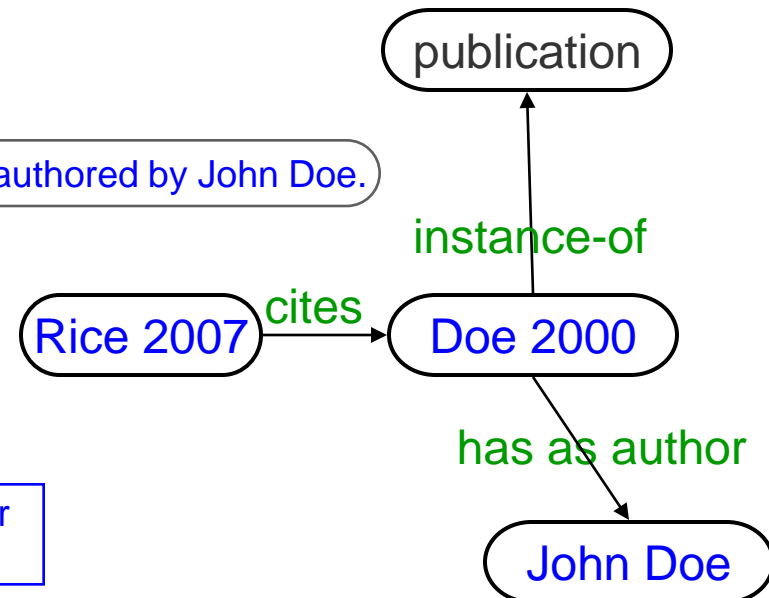 publication
authored by John Doe.
instance-of
cites
Rice 2007
Doe 2000
has as author
r
John Doe